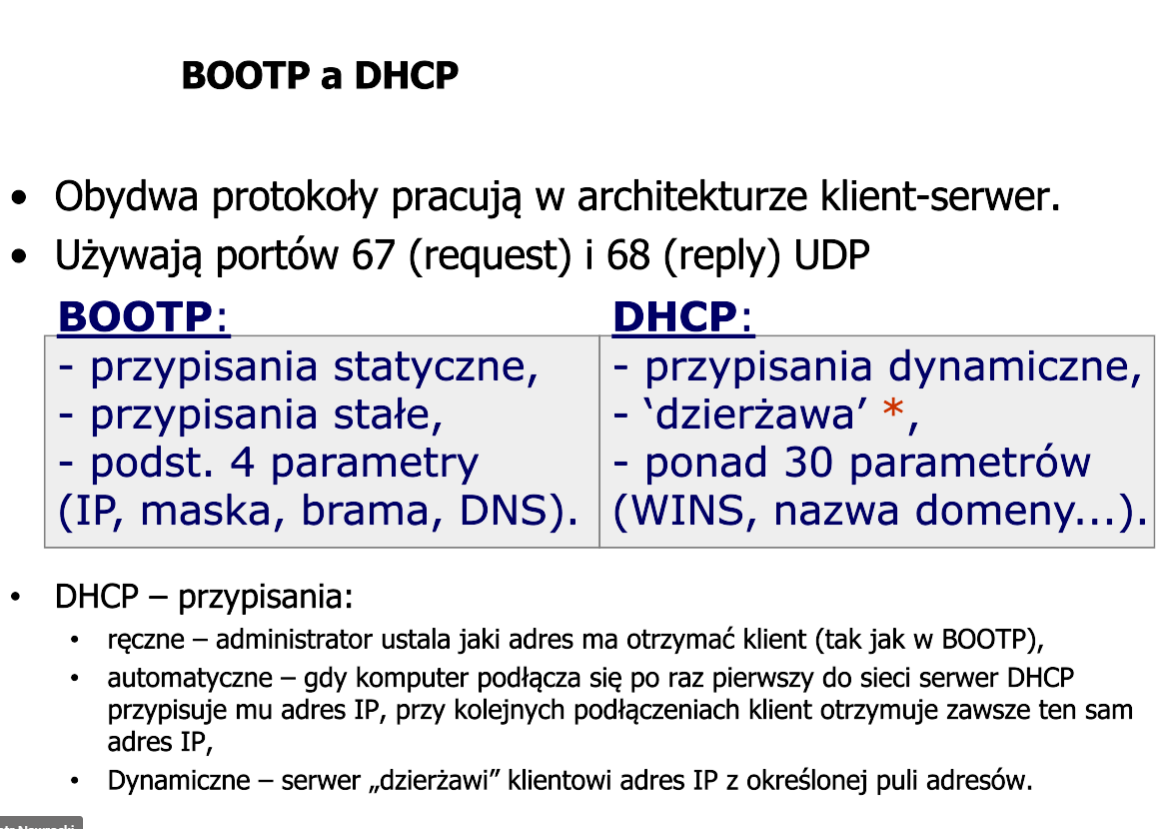 BOOTP a DHCP
• Obydwa protokoły pracują w architekturze klient-serwer.
• Używają portów 67 (request) i 68 (reply) UDP
BOOTP:
- przypisania statyczne,
- przypisania stałe,
- podst. 4 parametry
(IP, maska, brama, DNS).
DHCP:
- przypisania dynamiczne,
- ‘dzierżawa’ *,
- ponad 30 parametrów
(WINS, nazwa domeny...).
• DHCP – przypisania:
• ręczne – administrator ustala jaki adres ma otrzymać klient (tak jak w BOOTP),
• automatyczne – gdy komputer podłącza się po raz pierwszy do sieci serwer DHCP
przypisuje mu adres IP, przy kolejnych podłączeniach klient otrzymuje zawsze ten sam
adres IP,
• Dynamiczne – serwer „dzierżawi” klientowi adres IP z określonej puli adresów.